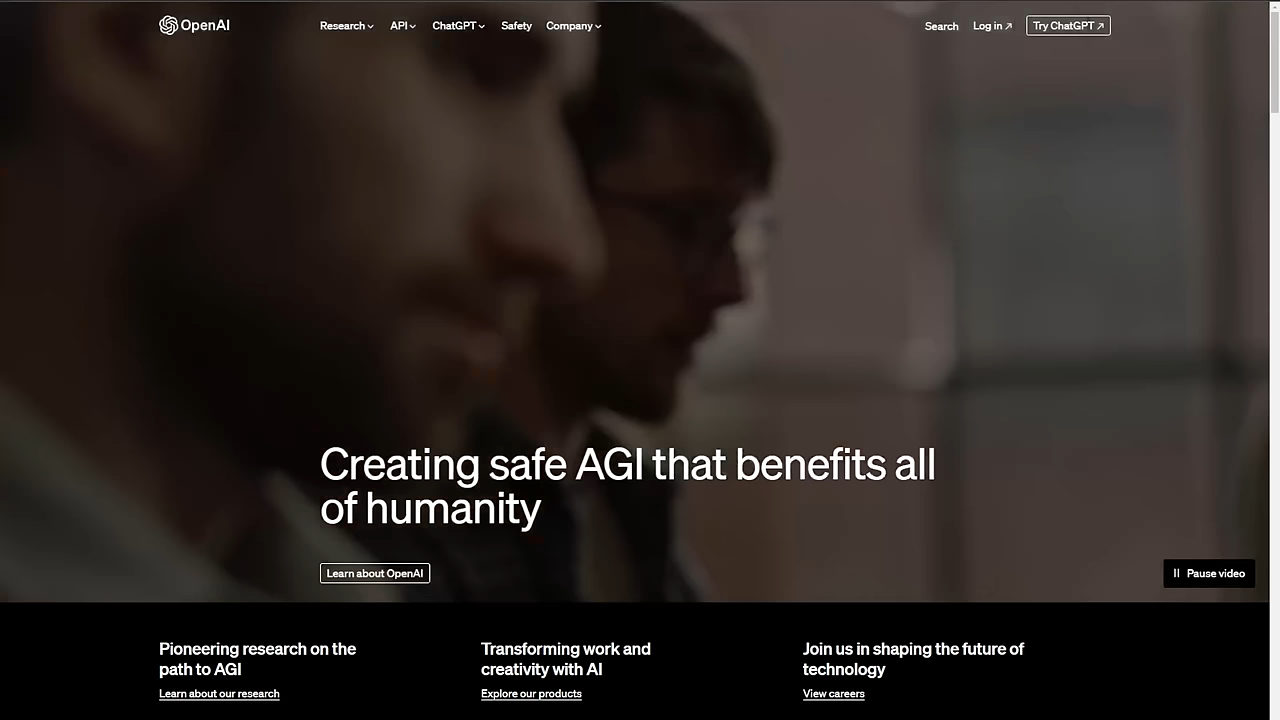 OpenAI
Research API ChatGPT Safety Company
Search Log in ↗ Try ChatGPT ↗
Creating safe AGI that benefits all
of humanity
Learn about OpenAI
Pause video
Pioneering research on the
path to AGI
Learn about our research
Transforming work and
creativity with AI
Explore our products
Join us in shaping the future of
technology
View careers